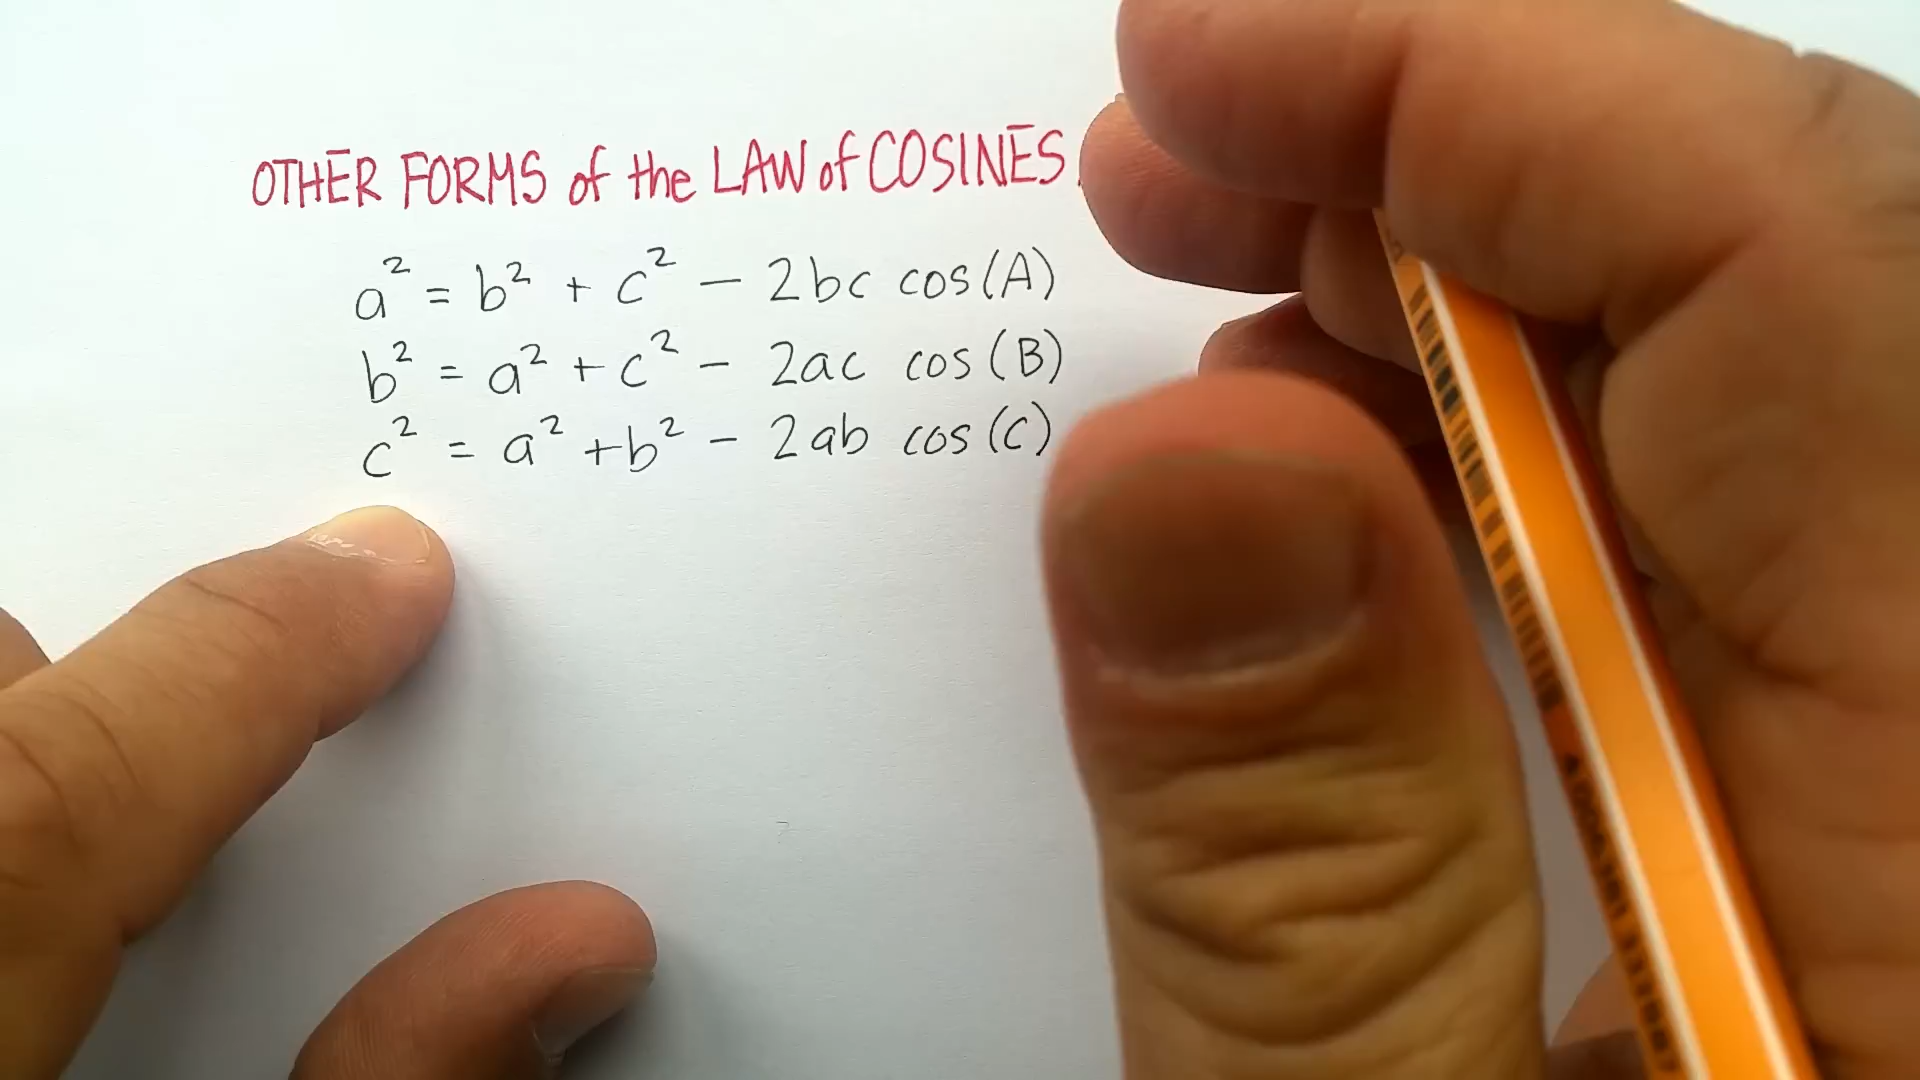 OTHER FORMS of the LAW of COSINES
a² = b² + c² − 2bc cos(A)
b² = a² + c² − 2ac cos(B)
c² = a² + b² − 2ab cos(C)